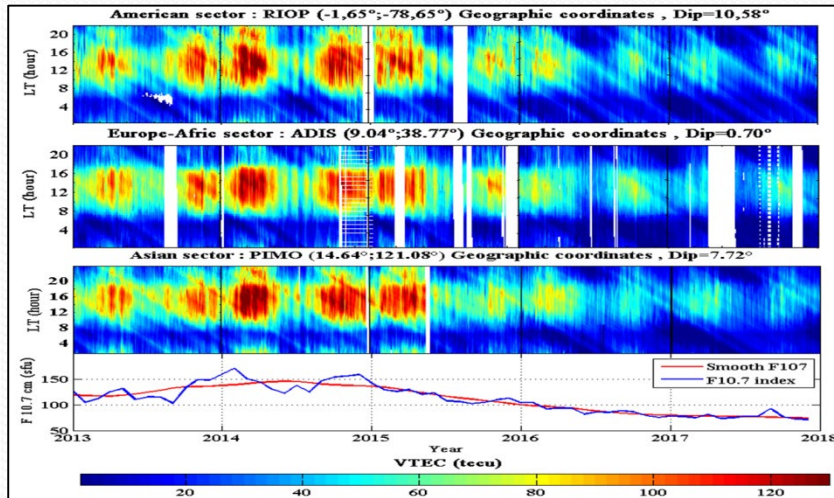 American sector : RIOP (-1,65°;-78,65°) Geographic coordinates , Dip=10,58°
LT (hour)
20
16
12
8
4
Europe-Afric sector : ADIS (9.04°;38.77°) Geographic coordinates , Dip=0.70°
LT (hour)
20
16
12
8
4
Asian sector : PIMO (14.64°;121.08°) Geographic coordinates , Dip=7.72°
LT (hour)
20
16
12
8
4
F10.7 cm (sfu)
150
100
50
Smooth F107
F10.7 index
2013 2014 2015 2016 2017 2018
Year
VTEC (tecu)
20 40 60 80 100 120